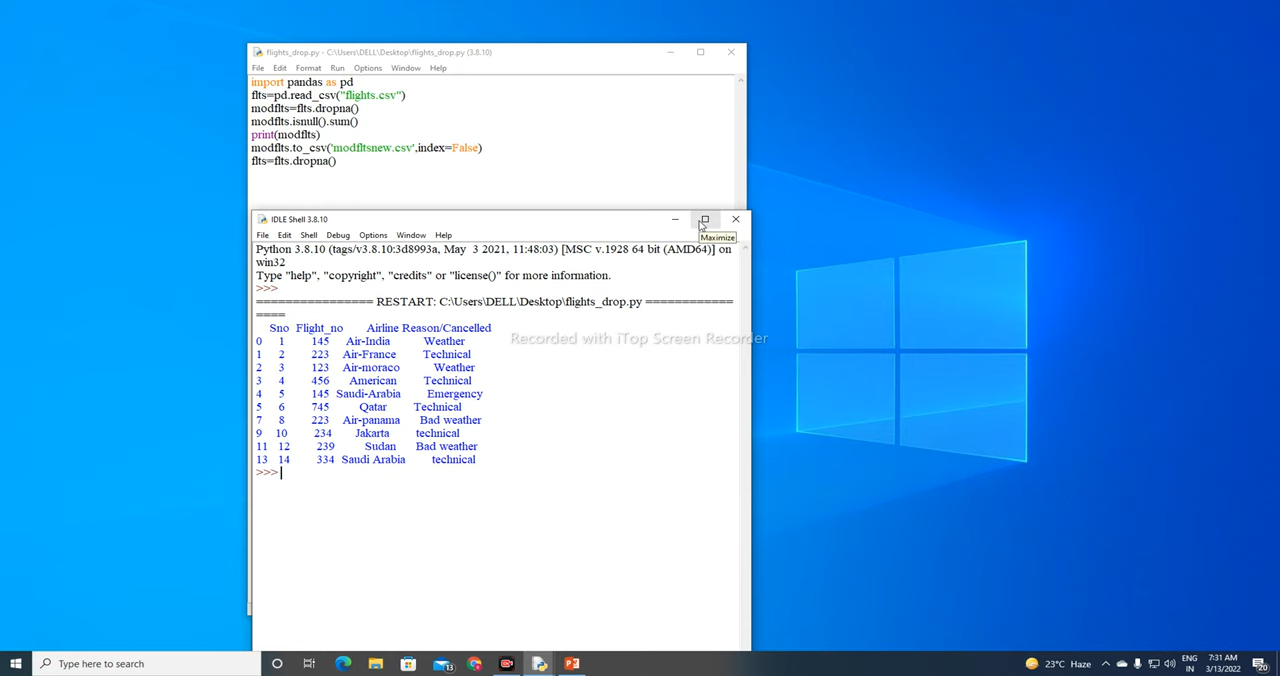 flights_drop.py - C:\Users\DELL\Desktop\flights_drop.py (3.8.10)
File Edit Format Run Options Window Help
import pandas as pd
flts=pd.read_csv("flights.csv")
modflts=flts.dropna()
modflts.isnull().sum()
print(modflts)
modflts.to_csv('modfltsnew.csv',index=False)
flts=flts.dropna()
IDLE Shell 3.8.10
Maximize
File Edit Shell Debug Options Window Help
Python 3.8.10 (tags/v3.8.10:3d8993a, May 3 2021, 11:48:03) [MSC v.1928 64 bit (AMD64)] on
win32
Type "help", "copyright", "credits" or "license()" for more information.
>>>
================ RESTART: C:\Users\DELL\Desktop\flights_drop.py ============
====
Sno Flight_no Airline Reason/Cancelled
0 1 145 Air-India Weather
1 2 223 Air-France Technical
2 3 123 Air-moraco Weather
3 4 456 American Technical
4 5 145 Saudi-Arabia Emergency
5 6 745 Qatar Technical
7 8 223 Air-panama Bad weather
9 10 234 Jakarta technical
11 12 239 Sudan Bad weather
13 14 334 Saudi Arabia technical
>>>
Recorded with iTop Screen Recorder
Type here to search
13
23°C Haze
ENG
IN
7:31 AM
3/13/2022
20